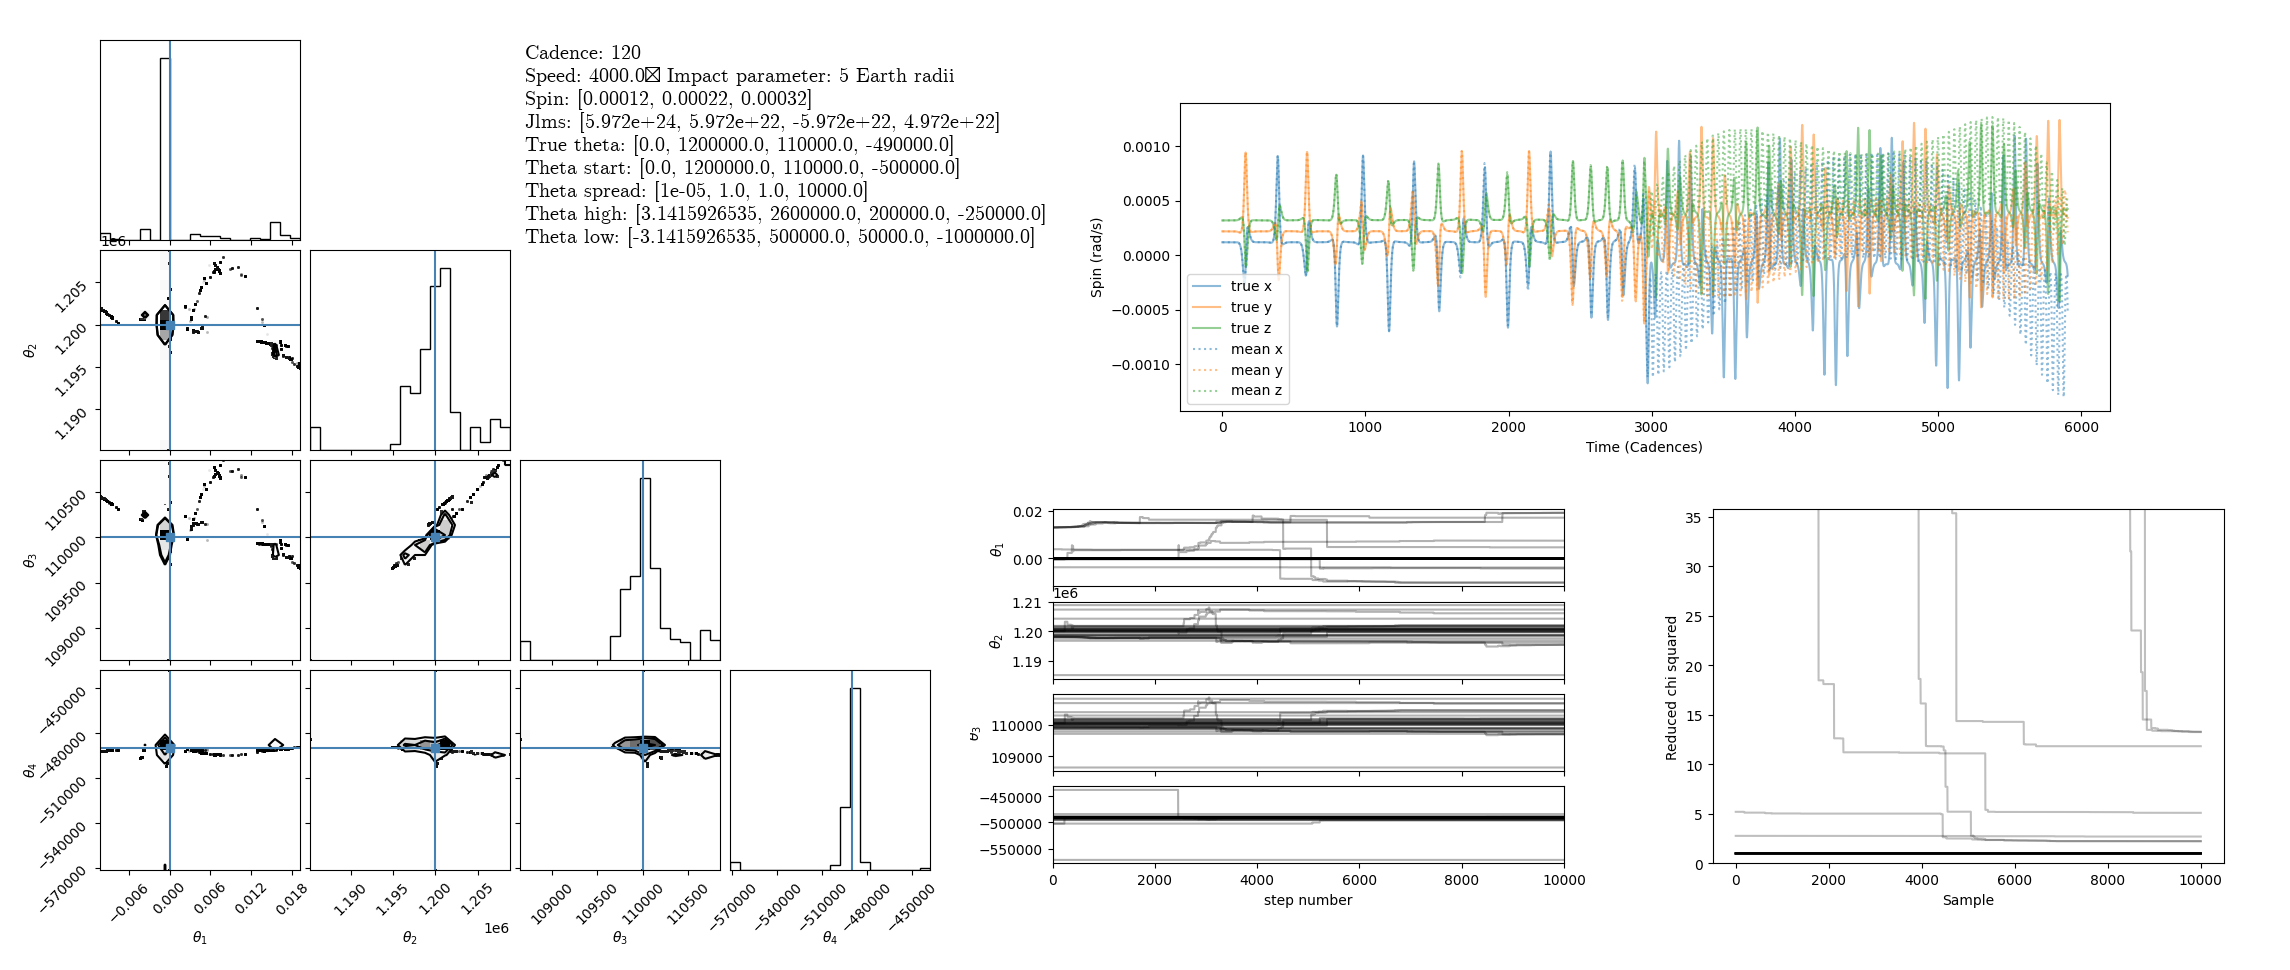 Cadence: 120
Speed: 4000.0 Impact parameter: 5 Earth radii
Spin: [0.00012, 0.00022, 0.00032]
Jlms: [5.972e+24, 5.972e+22, -5.972e+22, 4.972e+22]
True theta: [0.0, 1200000.0, 110000.0, -490000.0]
Theta start: [0.0, 1200000.0, 110000.0, -500000.0]
Theta spread: [1e-05, 1.0, 1.0, 10000.0]
Theta high: [3.1415926535, 2600000.0, 200000.0, -250000.0]
Theta low: [-3.1415926535, 500000.0, 50000.0, -1000000.0]
1e6
1.205
1.200
1.195
1.190
θ2
110500
110000
109500
109000
θ3
−450000
−480000
−510000
−540000
−570000
θ4
−0.006 0.000 0.006 0.012 0.018
θ1
1.190 1.195 1.200 1.205
1e6
θ2
109000 109500 110000 110500
θ3
−570000 −540000 −510000 −480000 −450000
θ4
0.0010
0.0005
0.0000
−0.0005
−0.0010
Spin (rad/s)
true x
true y
true z
mean x
mean y
mean z
0 1000 2000 3000 4000 5000 6000
Time (Cadences)
0.02
0.00
θ1
1e6
1.21
1.20
1.19
θ2
110000
109000
θ3
−450000
−500000
−550000
0 2000 4000 6000 8000 10000
step number
35
30
25
20
15
10
5
0
Reduced chi squared
0 2000 4000 6000 8000 10000
Sample